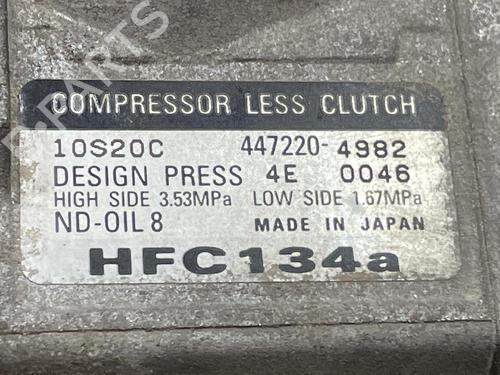 COMPRESSOR LESS CLUTCH
10S20C 447220-4982
DESIGN PRESS 4E 0046
HIGH SIDE 3.53MPa LOW SIDE 1.67MPa
ND-OIL 8 MADE IN JAPAN
HFC134a
B-PARTS